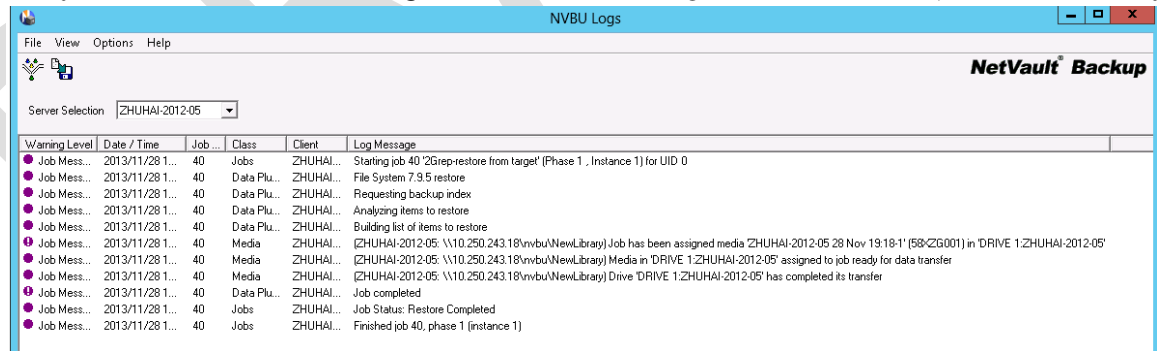 NVBU Logs
File View Options Help
NetVault® Backup
Server Selection ZHUHAI-2012-05
Warning Level Date / Time Job ... Class Client Log Message
Job Mess... 2013/11/28 1... 40 Jobs ZHUHAI... Starting job 40 '2Grep-restore from target' (Phase 1 , Instance 1) for UID 0
Job Mess... 2013/11/28 1... 40 Data Plu... ZHUHAI... File System 7.9.5 restore
Job Mess... 2013/11/28 1... 40 Data Plu... ZHUHAI... Requesting backup index
Job Mess... 2013/11/28 1... 40 Data Plu... ZHUHAI... Analyzing items to restore
Job Mess... 2013/11/28 1... 40 Data Plu... ZHUHAI... Building list of items to restore
Job Mess... 2013/11/28 1... 40 Media ZHUHAI... (ZHUHAI-2012-05: \\10.250.243.18\nvbu\NewLibrary) Job has been assigned media 'ZHUHAI-2012-05 28 Nov 19:18-1' (58XZG001) in 'DRIVE 1:ZHUHAI-2012-05'
Job Mess... 2013/11/28 1... 40 Media ZHUHAI... (ZHUHAI-2012-05: \\10.250.243.18\nvbu\NewLibrary) Media in 'DRIVE 1:ZHUHAI-2012-05' assigned to job ready for data transfer
Job Mess... 2013/11/28 1... 40 Media ZHUHAI... (ZHUHAI-2012-05: \\10.250.243.18\nvbu\NewLibrary) Drive 'DRIVE 1:ZHUHAI-2012-05' has completed its transfer
Job Mess... 2013/11/28 1... 40 Data Plu... ZHUHAI... Job completed
Job Mess... 2013/11/28 1... 40 Jobs ZHUHAI... Job Status: Restore Completed
Job Mess... 2013/11/28 1... 40 Jobs ZHUHAI... Finished job 40, phase 1 (instance 1)